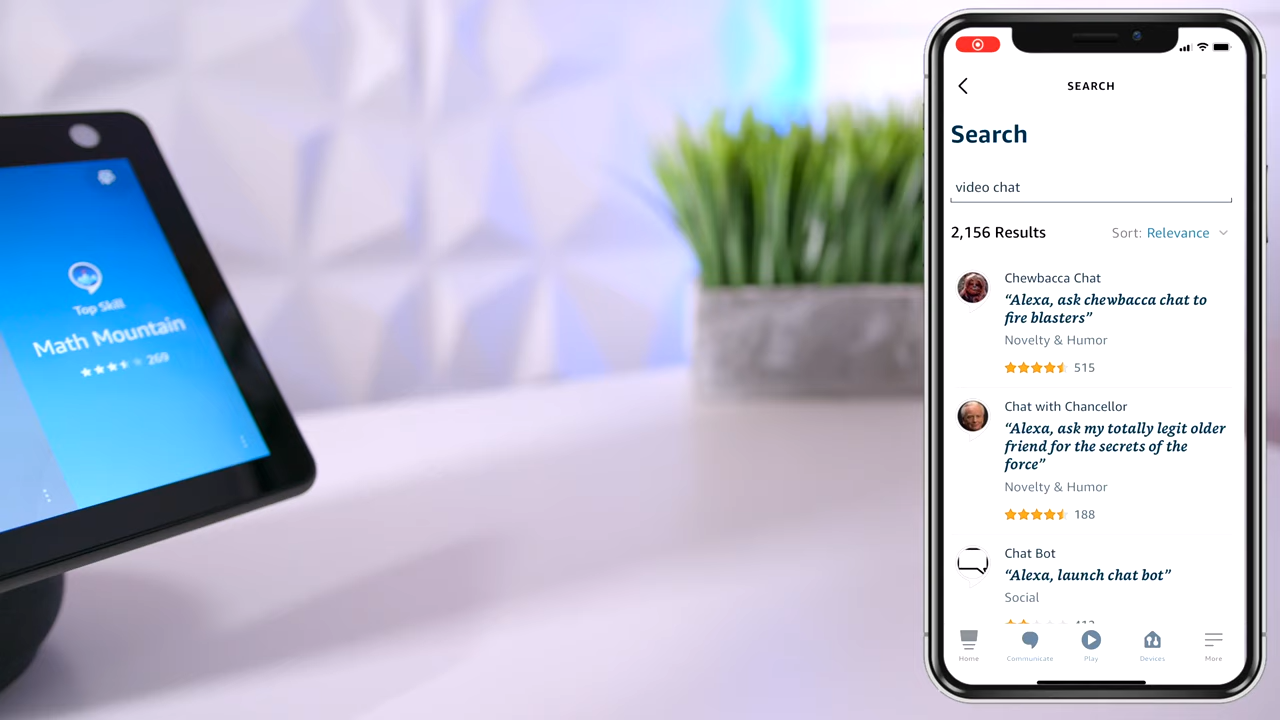 Top Skill
Math Mountain
269
SEARCH
Search
video chat
2,156 Results
Sort: Relevance
Chewbacca Chat
“Alexa, ask chewbacca chat to
fire blasters”
Novelty & Humor
515
Chat with Chancellor
“Alexa, ask my totally legit older
friend for the secrets of the
force”
Novelty & Humor
188
Chat Bot
“Alexa, launch chat bot”
Social
Home
Communicate
Play
Devices
More